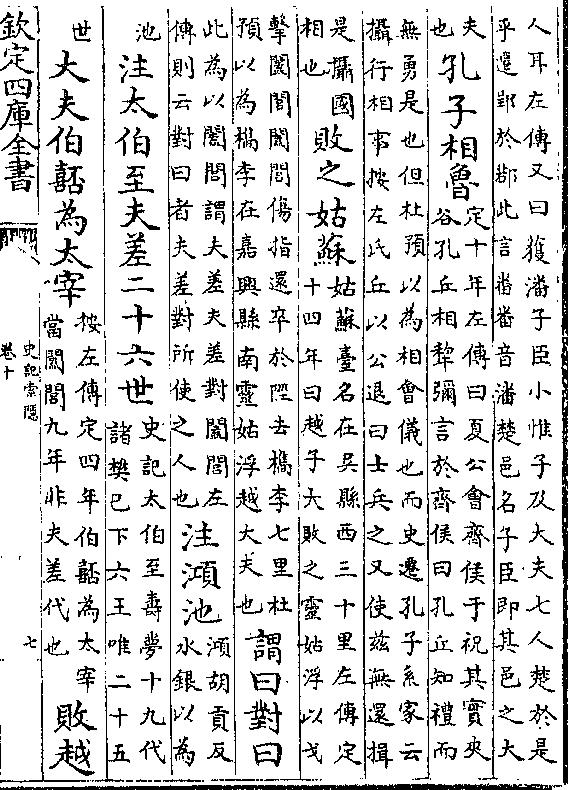 人耳左傳又曰獲潘子臣小惟子及大夫七人楚於是
乎遷郢於鄀此言畨畨音潘楚邑名子臣即其邑之大
夫
也
孔子相魯
定十年左傳曰夏公會齊侯于祝其實夾
谷孔丘相犂彌言於齊侯曰孔丘知禮而
無勇是也但杜預以為相會儀也而史遷孔子系家云
攝行相事按左氏丘以公退曰士兵之又使兹無還揖
是攝國
相也
敗之姑蘇
姑蘇臺名在吳縣西三十里左傳定
十四年曰越子大敗之靈姑浮以戈
擊闔閭闔閭傷指還卒於陘去檇李七里杜
預以為檇李在嘉興縣南靈姑浮越大夫也
謂曰對曰
此為以闔閭謂夫差夫差對闔閭左
傳則云對曰者夫差對所使之人也
注澒池
澒胡貢反
水銀以為
池
注太伯至夫差二十六世
史記太伯至壽夢十九代
諸樊已下六王唯二十五
世
大夫伯嚭為太宰
按左傳定四年伯嚭為太宰
當闔閭九年非夫差代也
敗越
欽定四庫全書
史記索隱
卷十
七